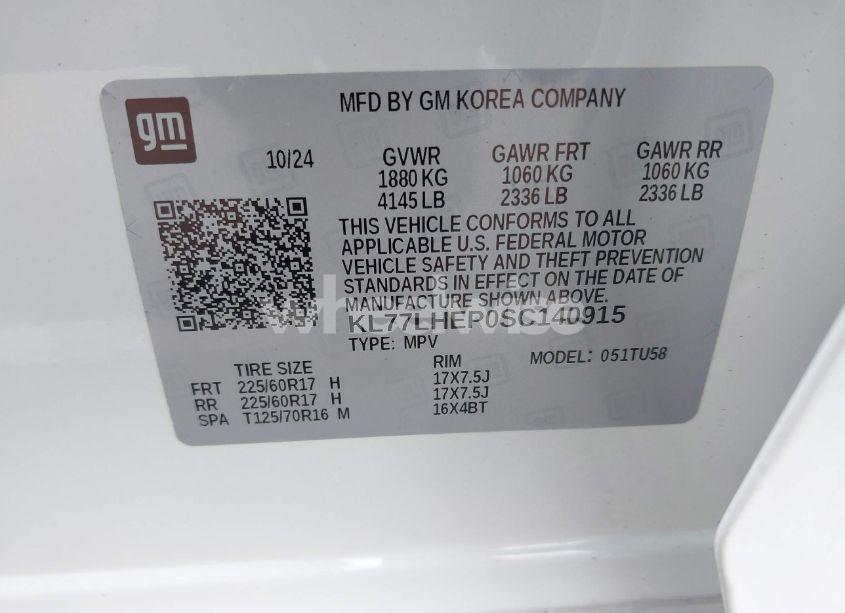 gm
MFD BY GM KOREA COMPANY
10/24 GVWR GAWR FRT GAWR RR
1880 KG 1060 KG 1060 KG
4145 LB 2336 LB 2336 LB
THIS VEHICLE CONFORMS TO ALL
APPLICABLE U.S. FEDERAL MOTOR
VEHICLE SAFETY AND THEFT PREVENTION
STANDARDS IN EFFECT ON THE DATE OF
MANUFACTURE SHOWN ABOVE.
KL77LHEP0SC140915
TYPE: MPV MODEL: 051TU58
TIRE SIZE RIM
FRT 225/60R17 H 17X7.5J
RR 225/60R17 H 17X7.5J
SPA T125/70R16 M 16X4BT